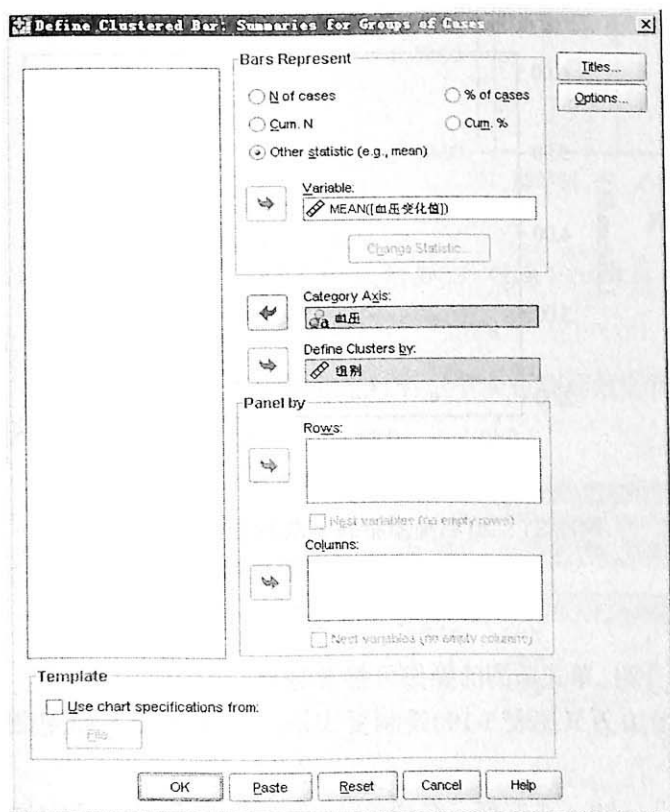 Define Clustered Bar: Summaries for Groups of Cases
Bars Represent
N of cases
% of cases
Cum. N
Cum. %
Other statistic (e.g., mean)
Variable:
MEAN([血压变化值])
Change Statistic...
Titles...
Options...
Category Axis:
血压
Define Clusters by:
组别
Panel by
Rows:
Nest variables (no empty rows)
Columns:
Nest variables (no empty columns)
Template
Use chart specifications from:
File...
OK
Paste
Reset
Cancel
Help